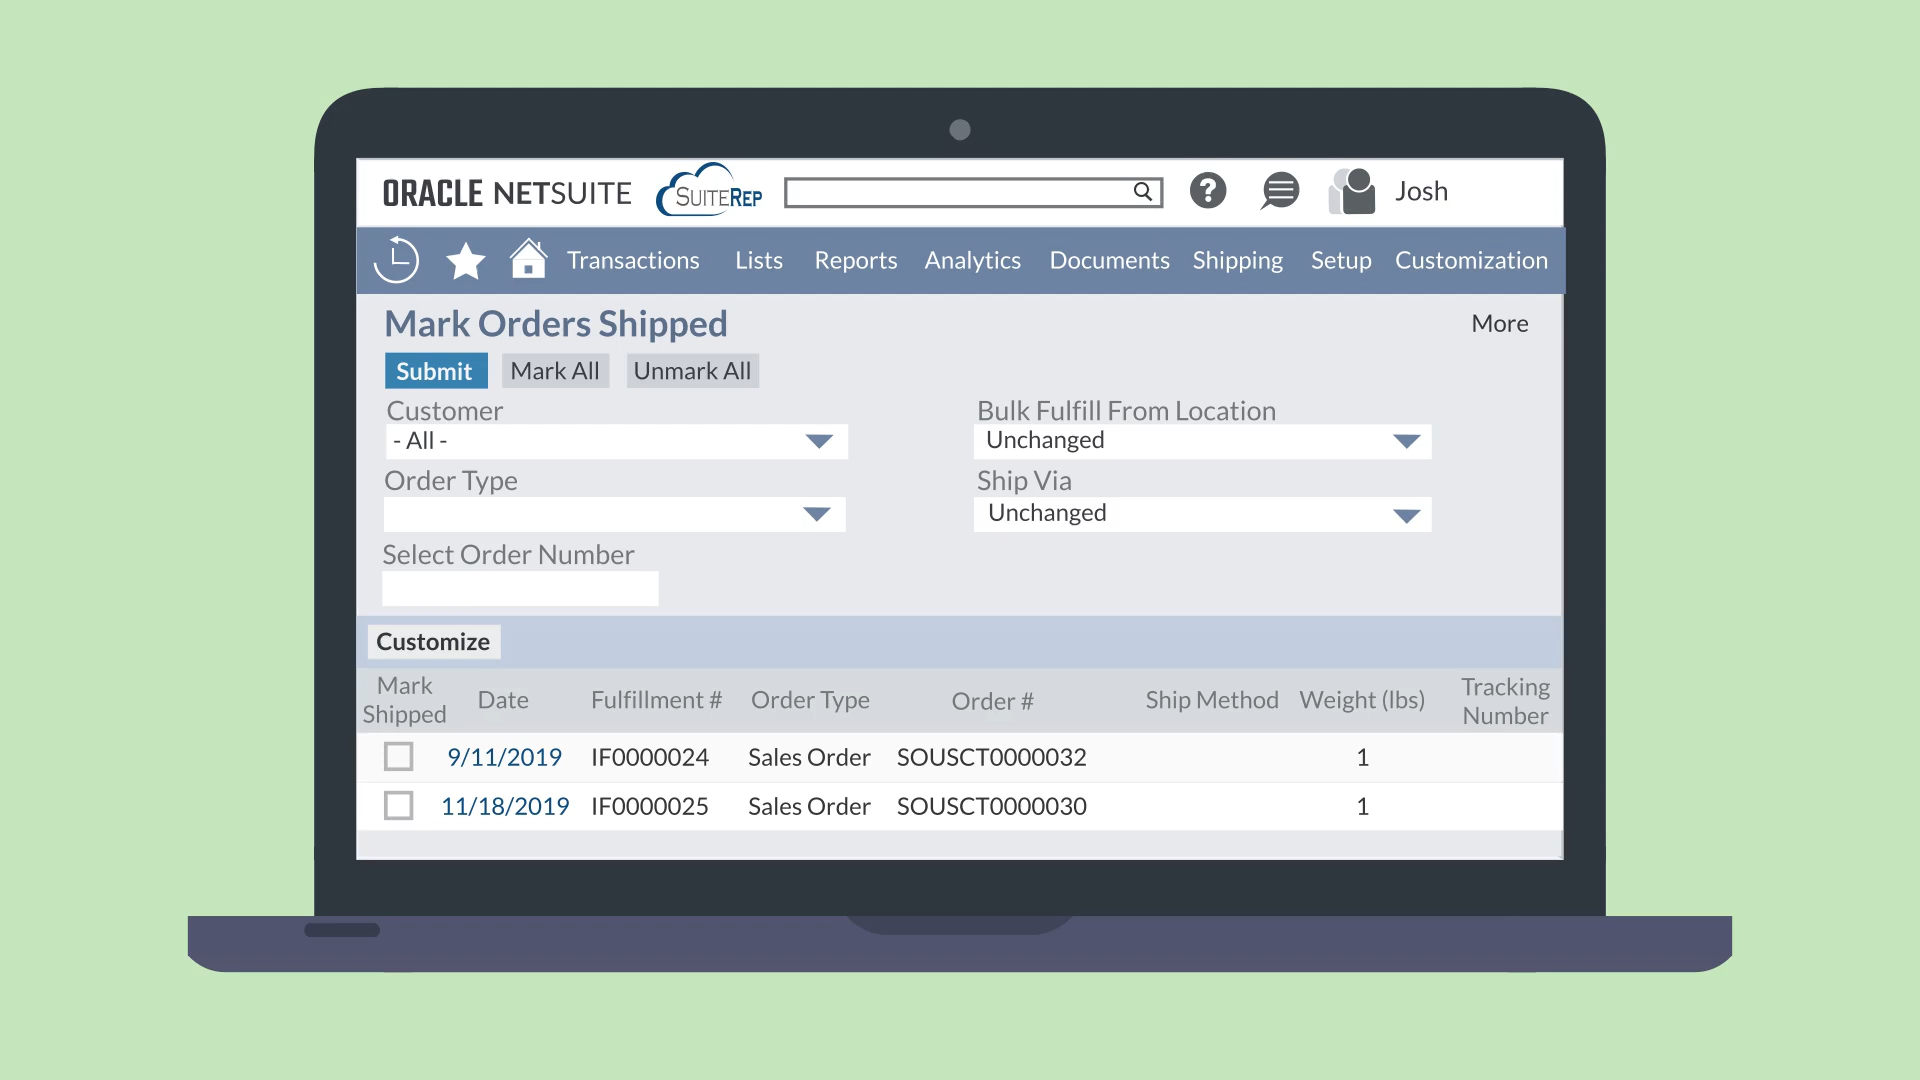 ORACLE NETSUITE SUITEREP Josh
Transactions Lists Reports Analytics Documents Shipping Setup Customization
Mark Orders Shipped More
Submit Mark All Unmark All
Customer Bulk Fulfill From Location
- All - Unchanged
Order Type Ship Via
Unchanged
Select Order Number
Customize
Mark Shipped Date Fulfillment # Order Type Order # Ship Method Weight (lbs) Tracking Number
9/11/2019 IF0000024 Sales Order SOUSCT0000032 1
11/18/2019 IF0000025 Sales Order SOUSCT0000030 1